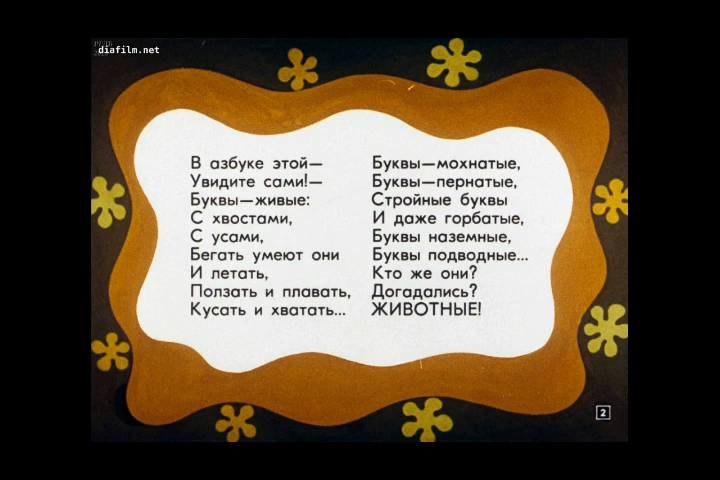 diafilm.net
В азбуке этой—
Увидите сами!—
Буквы—живые:
С хвостами,
С усами,
Бегать умеют они
И летать,
Ползать и плавать,
Кусать и хватать...
Буквы—мохнатые,
Буквы—пернатые,
Стройные буквы
И даже горбатые,
Буквы наземные,
Буквы подводные...
Кто же они?
Догадались?
ЖИВОТНЫЕ!
2